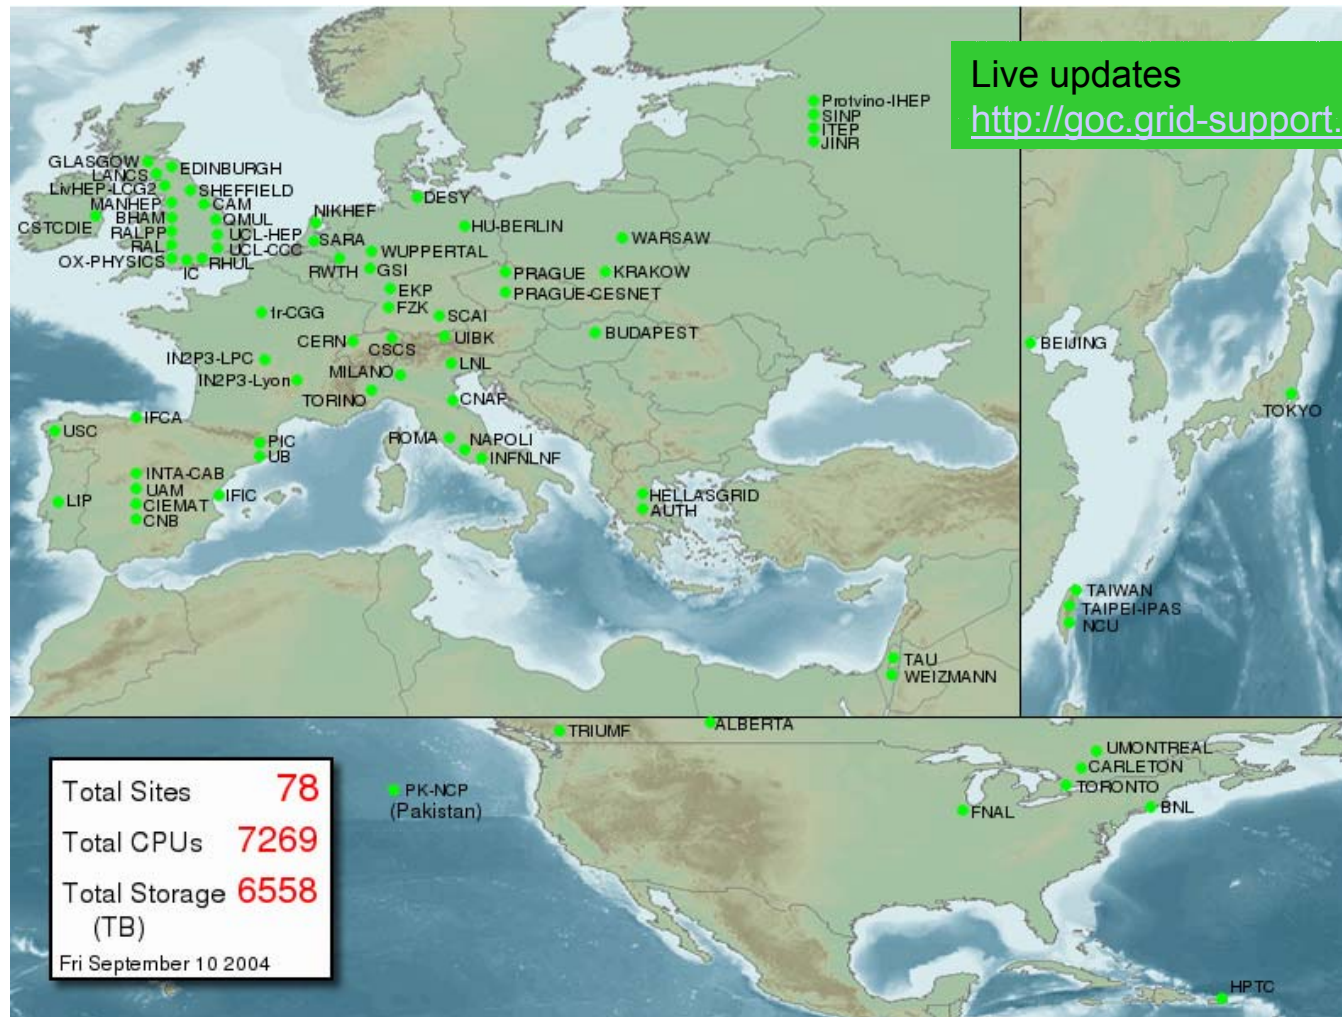 Live updates
http://goc.grid-support.
Protvino-IHEP
SINP
ITEP
JINR
GLASGOW
EDINBURGH
LANCS
LivHEP-LCG2
SHEFFIELD
MANHEP
CAM
BHAM
QMUL
CSTCDIE
RALPP
UCL-HEP
RAL
UCL-CCC
OX-PHYSICS
IC
RHUL
NIKHEF
SARA
DESY
HU-BERLIN
WUPPERTAL
RWTH
GSI
WARSAW
PRAGUE
KRAKOW
PRAGUE-CESNET
EKP
FZK
SCAI
BUDAPEST
fr-CGG
CERN
CSCS
UIBK
IN2P3-LPC
LNL
IN2P3-Lyon
MILANO
TORINO
CNAP
IFCA
USC
PIC
UB
ROMA
NAPOLI
INFNLNF
INTA-CAB
UAM
IFIC
LIP
CIEMAT
CNB
HELLASGRID
AUTH
TAU
WEIZMANN
BEIJING
TOKYO
TAIWAN
TAIPEI-IPAS
NCU
TRIUMF
ALBERTA
UMONTREAL
CARLETON
TORONTO
FNAL
BNL
PK-NCP
(Pakistan)
HPTC
Total Sites 78
Total CPUs 7269
Total Storage 6558
(TB)
Fri September 10 2004